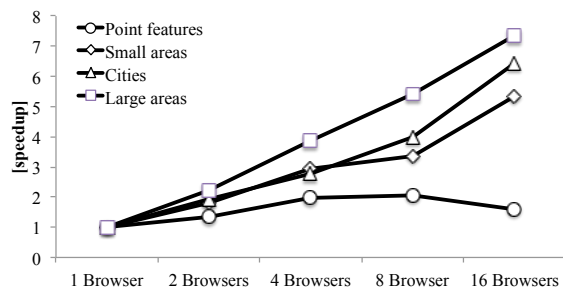 8
7
6
5
4
3
2
1
0
[speedup]
Point features
Small areas
Cities
Large areas
1 Browser 2 Browsers 4 Browsers 8 Browser 16 Browsers